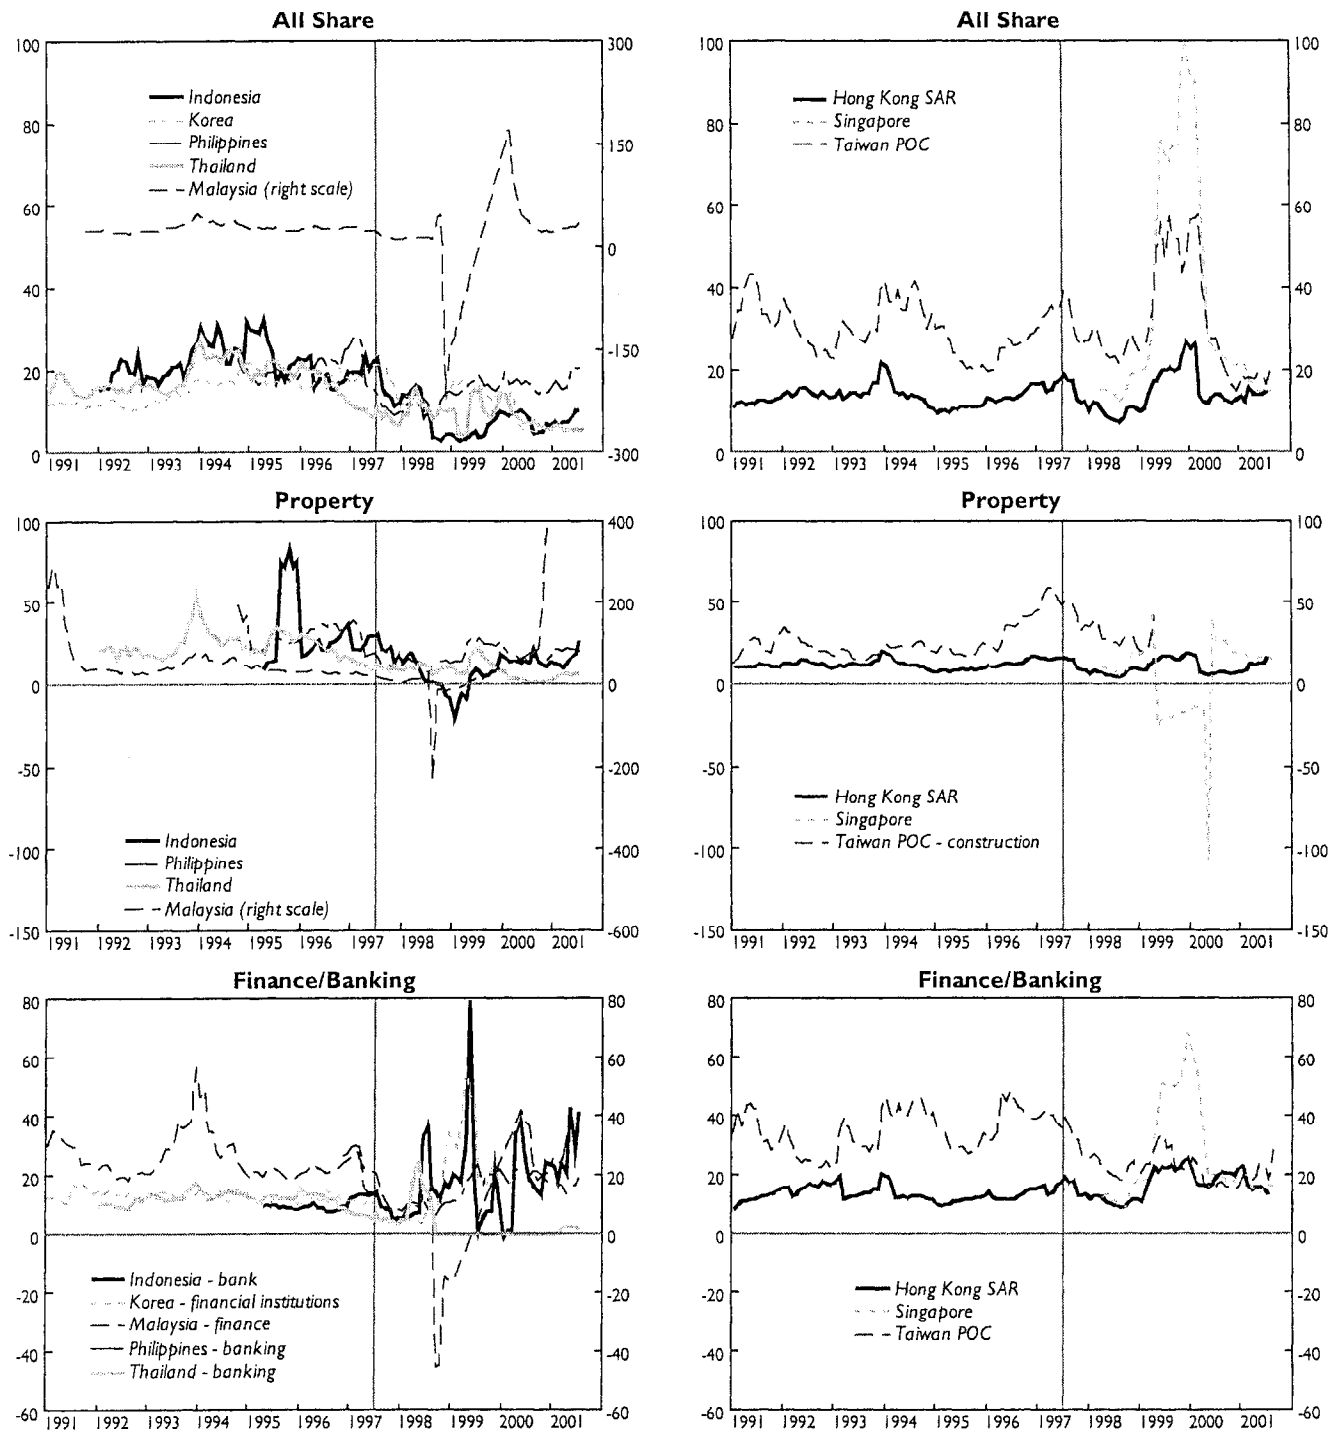 All Share
100
80
60
40
20
0
300
150
0
-150
-300
Indonesia
Korea
Philippines
Thailand
Malaysia (right scale)
1991 1992 1993 1994 1995 1996 1997 1998 1999 2000 2001
All Share
100
80
60
40
20
0
100
80
60
40
20
0
Hong Kong SAR
Singapore
Taiwan POC
1991 1992 1993 1994 1995 1996 1997 1998 1999 2000 2001
Property
100
50
0
-50
-100
-150
400
200
0
-200
-400
-600
Indonesia
Philippines
Thailand
Malaysia (right scale)
1991 1992 1993 1994 1995 1996 1997 1998 1999 2000 2001
Property
100
50
0
-50
-100
-150
100
50
0
-50
-100
-150
Hong Kong SAR
Singapore
Taiwan POC - construction
1991 1992 1993 1994 1995 1996 1997 1998 1999 2000 2001
Finance/Banking
80
60
40
20
0
-20
-40
-60
80
60
40
20
0
-20
-40
-60
Indonesia - bank
Korea - financial institutions
Malaysia - finance
Philippines - banking
Thailand - banking
1991 1992 1993 1994 1995 1996 1997 1998 1999 2000 2001
Finance/Banking
80
60
40
20
0
-20
-40
-60
80
60
40
20
0
-20
-40
-60
Hong Kong SAR
Singapore
Taiwan POC
1991 1992 1993 1994 1995 1996 1997 1998 1999 2000 2001